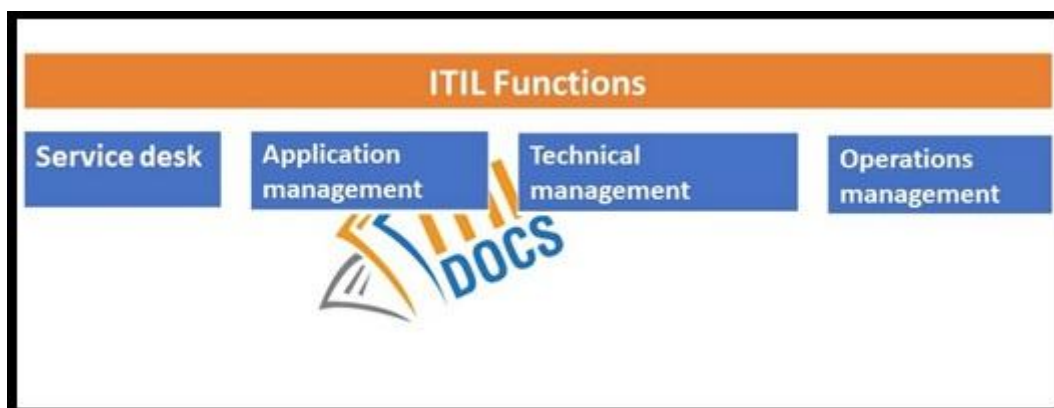 ITIL Functions
Service desk
Application
management
Technical
management
Operations
management
DOCS